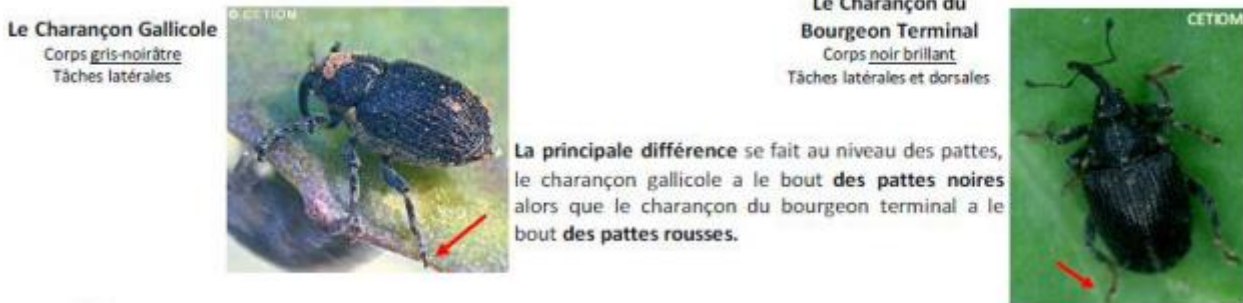 © CETIOM
Le Charançon Gallicole
Corps gris-noirâtre
Tâches latérales
La principale différence se fait au niveau des pattes,
le charançon gallicole a le bout des pattes noires
alors que le charançon du bourgeon terminal a le
bout des pattes rousses.
Le Charançon du
Bourgeon Terminal
Corps noir brillant
Tâches latérales et dorsales
CETIOM